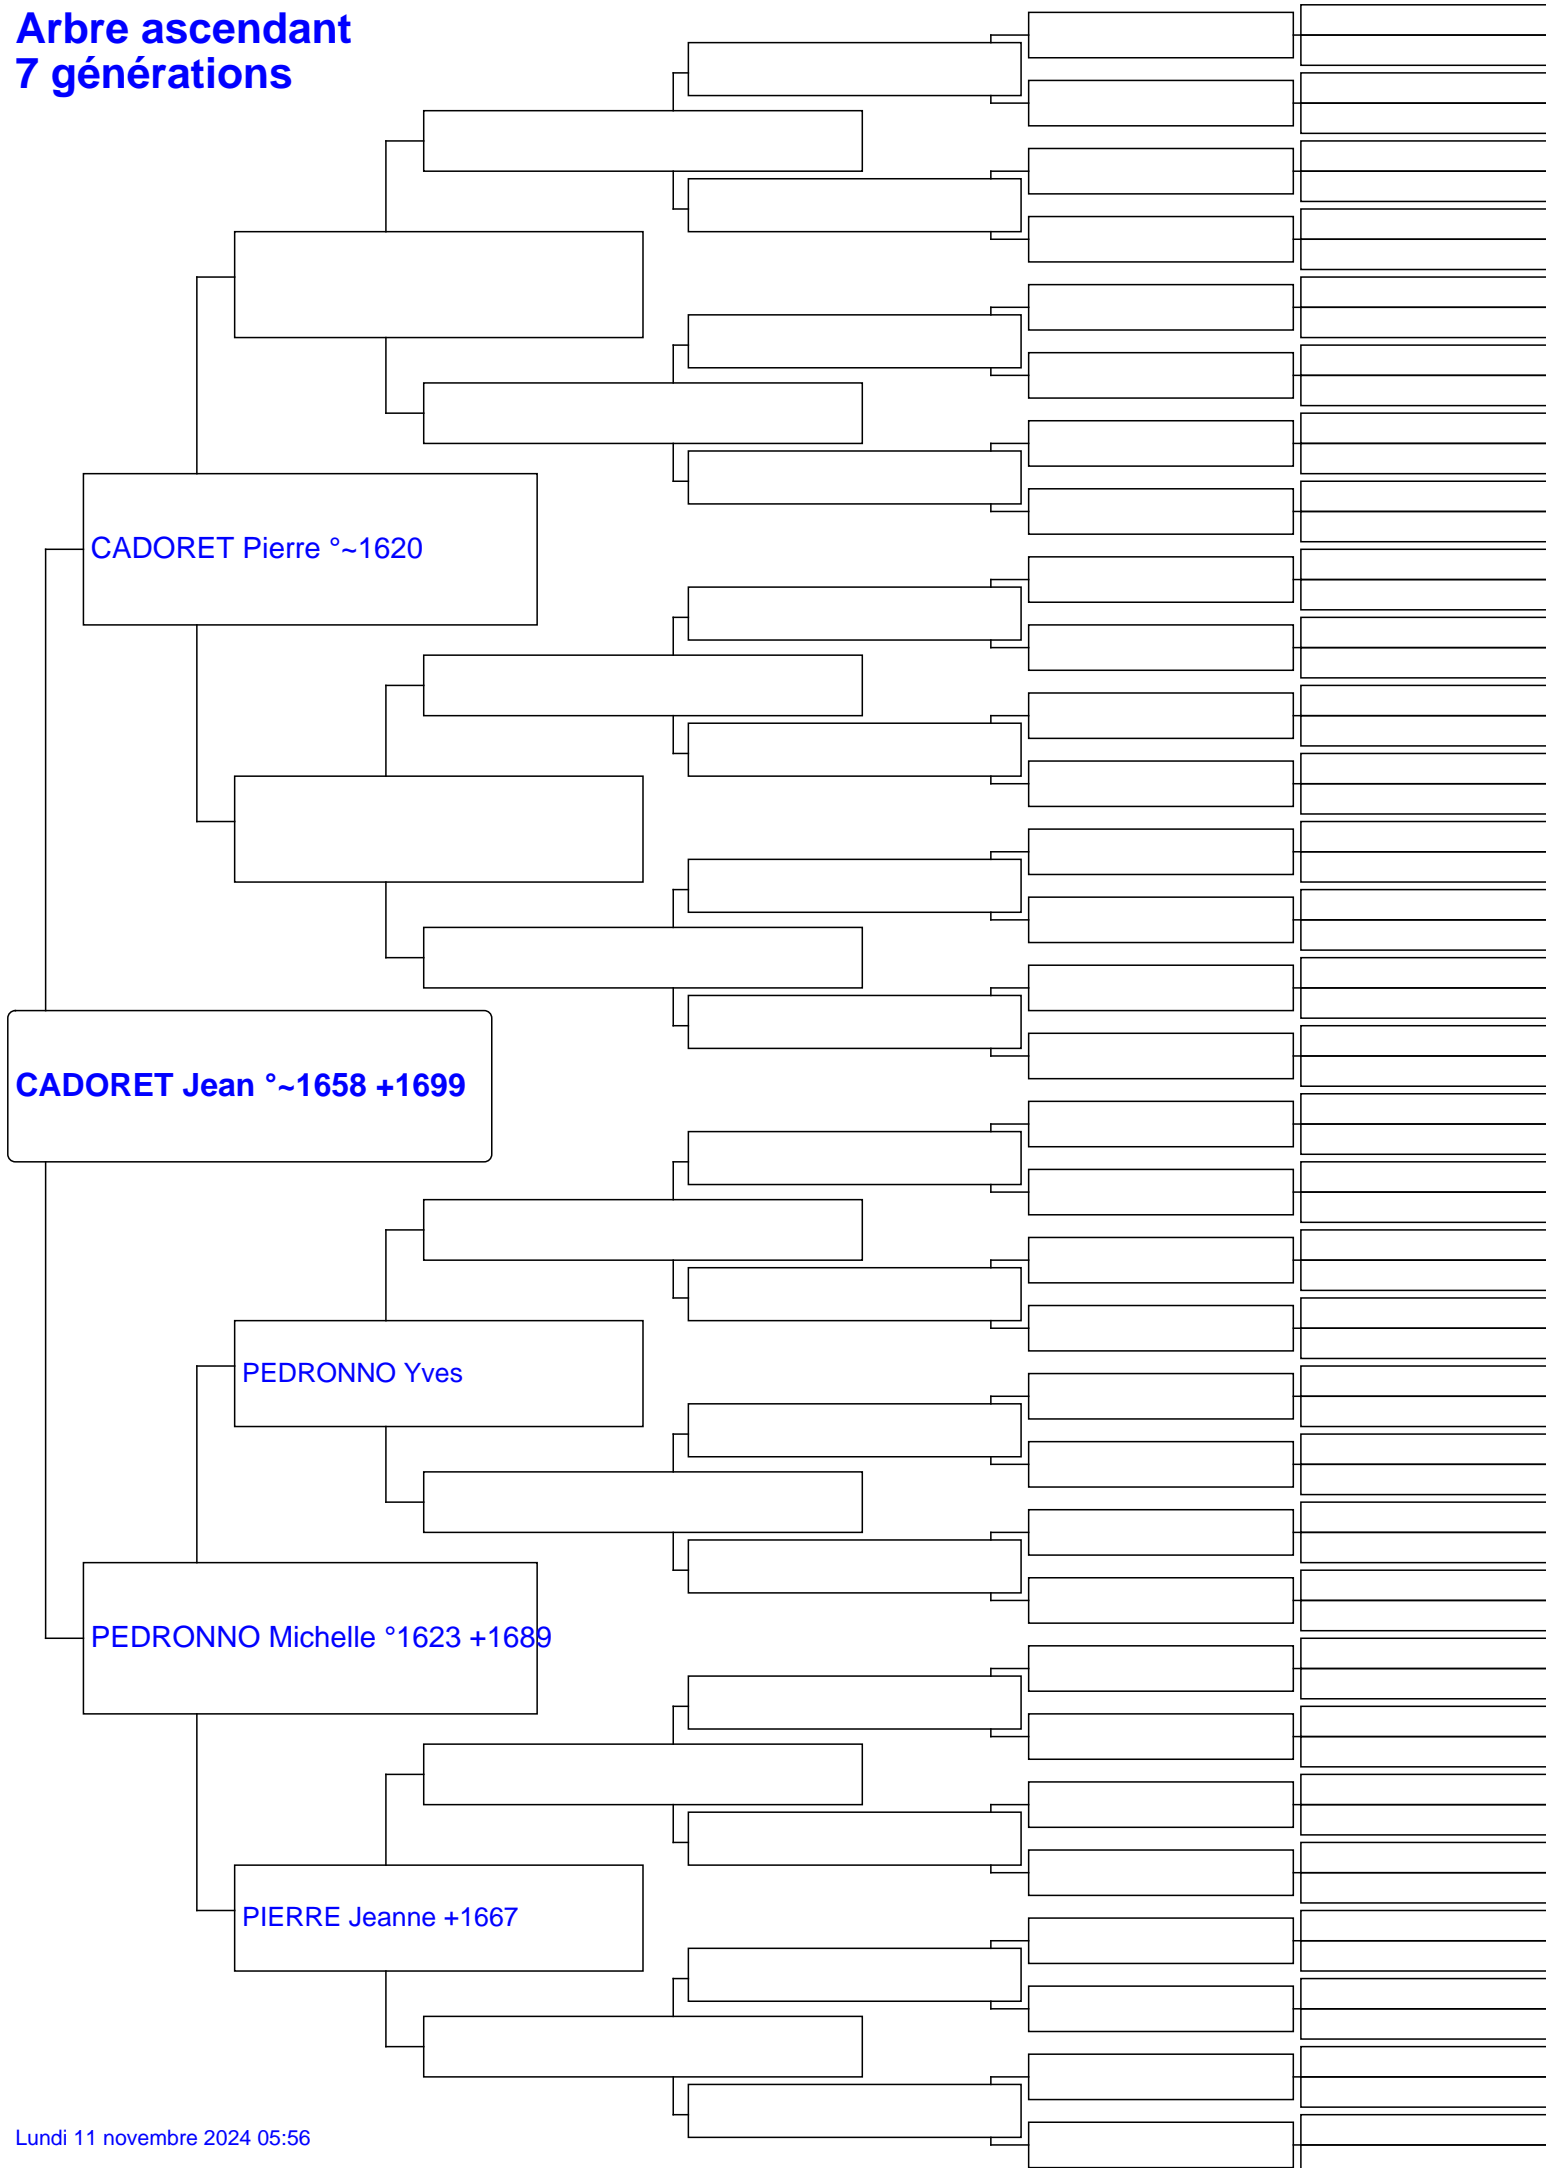 Arbre ascendant
7 générations
CADORET Pierre °~1620
CADORET Jean °~1658 +1699
PEDRONNO Yves
PEDRONNO Michelle °1623 +1689
PIERRE Jeanne +1667
Lundi 11 novembre 2024 05:56